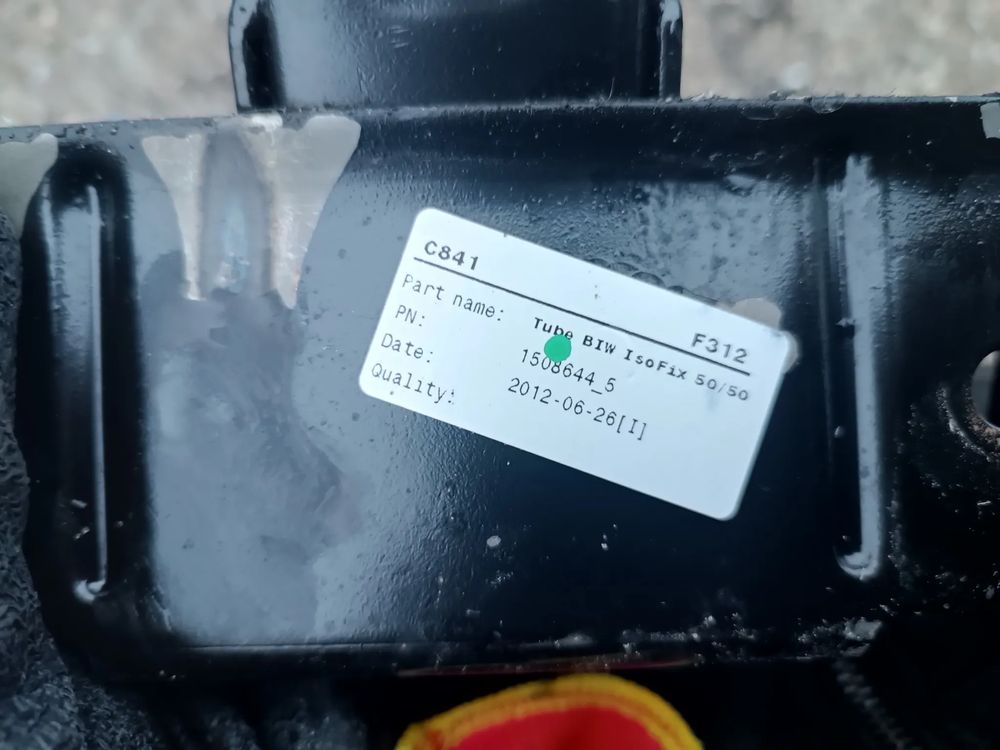 C841
F312
Part name: Tube BIW IsoFix 50/50
PN: 1508644_5
Date: 2012-06-26[I]
Quality: